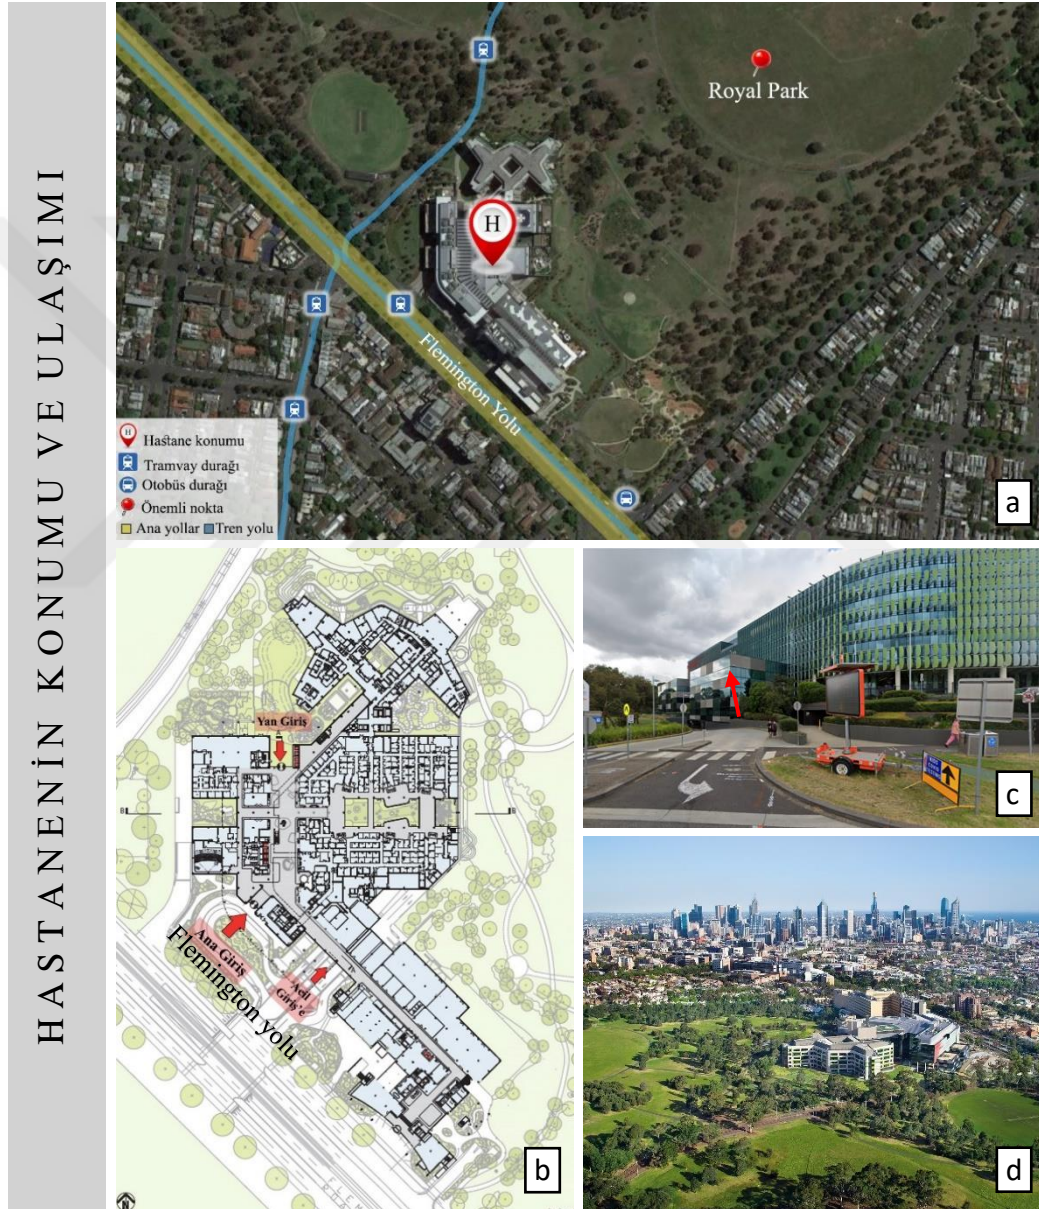 HASTANENİN KONUMU VE ULAŞIMI
Royal Park
H
Flemington Yolu
H
Hastane konumu
Tramvay durağı
Otobüs durağı
Önemli nokta
Ana yollar
Tren yolu
a
Yan Giriş
B
B
Ana Giriş
Acil
Giriş'e
Flemington yolu
N
b
c
d